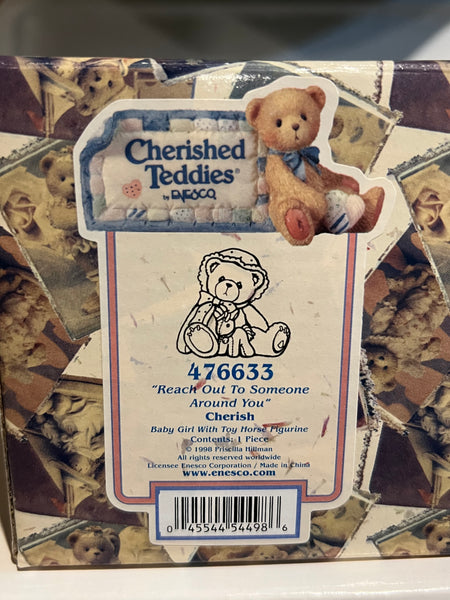 Cherished
Teddies®
by ENESCO
476633
"Reach Out To Someone
Around You"
Cherish
Baby Girl With Toy Horse Figurine
Contents: 1 Piece
© 1998 Priscilla Hillman
All rights reserved worldwide
Licensee Enesco Corporation / Made in China
www.enesco.com
0 45544 54498 6